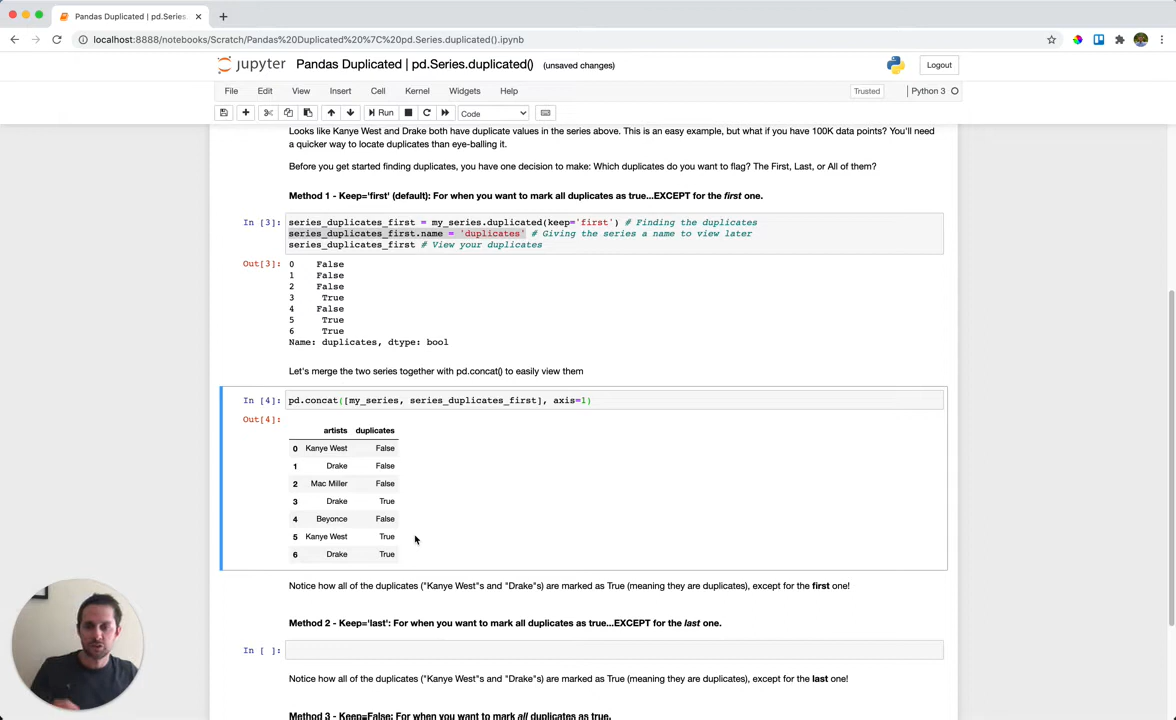 Pandas Duplicated | pd.Series.
localhost:8888/notebooks/Scratch/Pandas%20Duplicated%20%7C%20pd.Series.duplicated().ipynb
jupyter Pandas Duplicated | pd.Series.duplicated() (unsaved changes) Logout
File Edit View Insert Cell Kernel Widgets Help Trusted Python 3
Run Code
Looks like Kanye West and Drake both have duplicate values in the series above. This is an easy example, but what if you have 100K data points? You'll need
a quicker way to locate duplicates than eye-balling it.
Before you get started finding duplicates, you have one decision to make: Which duplicates do you want to flag? The First, Last, or All of them?
Method 1 - Keep='first' (default): For when you want to mark all duplicates as true...EXCEPT for the first one.
In [3]: series_duplicates_first = my_series.duplicated(keep='first') # Finding the duplicates
series_duplicates_first.name = 'duplicates' # Giving the series a name to view later
series_duplicates_first # View your duplicates
Out[3]: 0 False
1 False
2 False
3 True
4 False
5 True
6 True
Name: duplicates, dtype: bool
Let's merge the two series together with pd.concat() to easily view them
In [4]: pd.concat([my_series, series_duplicates_first], axis=1)
Out[4]:
artists duplicates
0 Kanye West False
1 Drake False
2 Mac Miller False
3 Drake True
4 Beyonce False
5 Kanye West True
6 Drake True
Notice how all of the duplicates ("Kanye West"s and "Drake"s) are marked as True (meaning they are duplicates), except for the first one!
Method 2 - Keep='last': For when you want to mark all duplicates as true...EXCEPT for the last one.
In [ ]:
Notice how all of the duplicates ("Kanye West"s and "Drake"s) are marked as True (meaning they are duplicates), except for the last one!
Method 3 - Keep=False: For when you want to mark all duplicates as true.